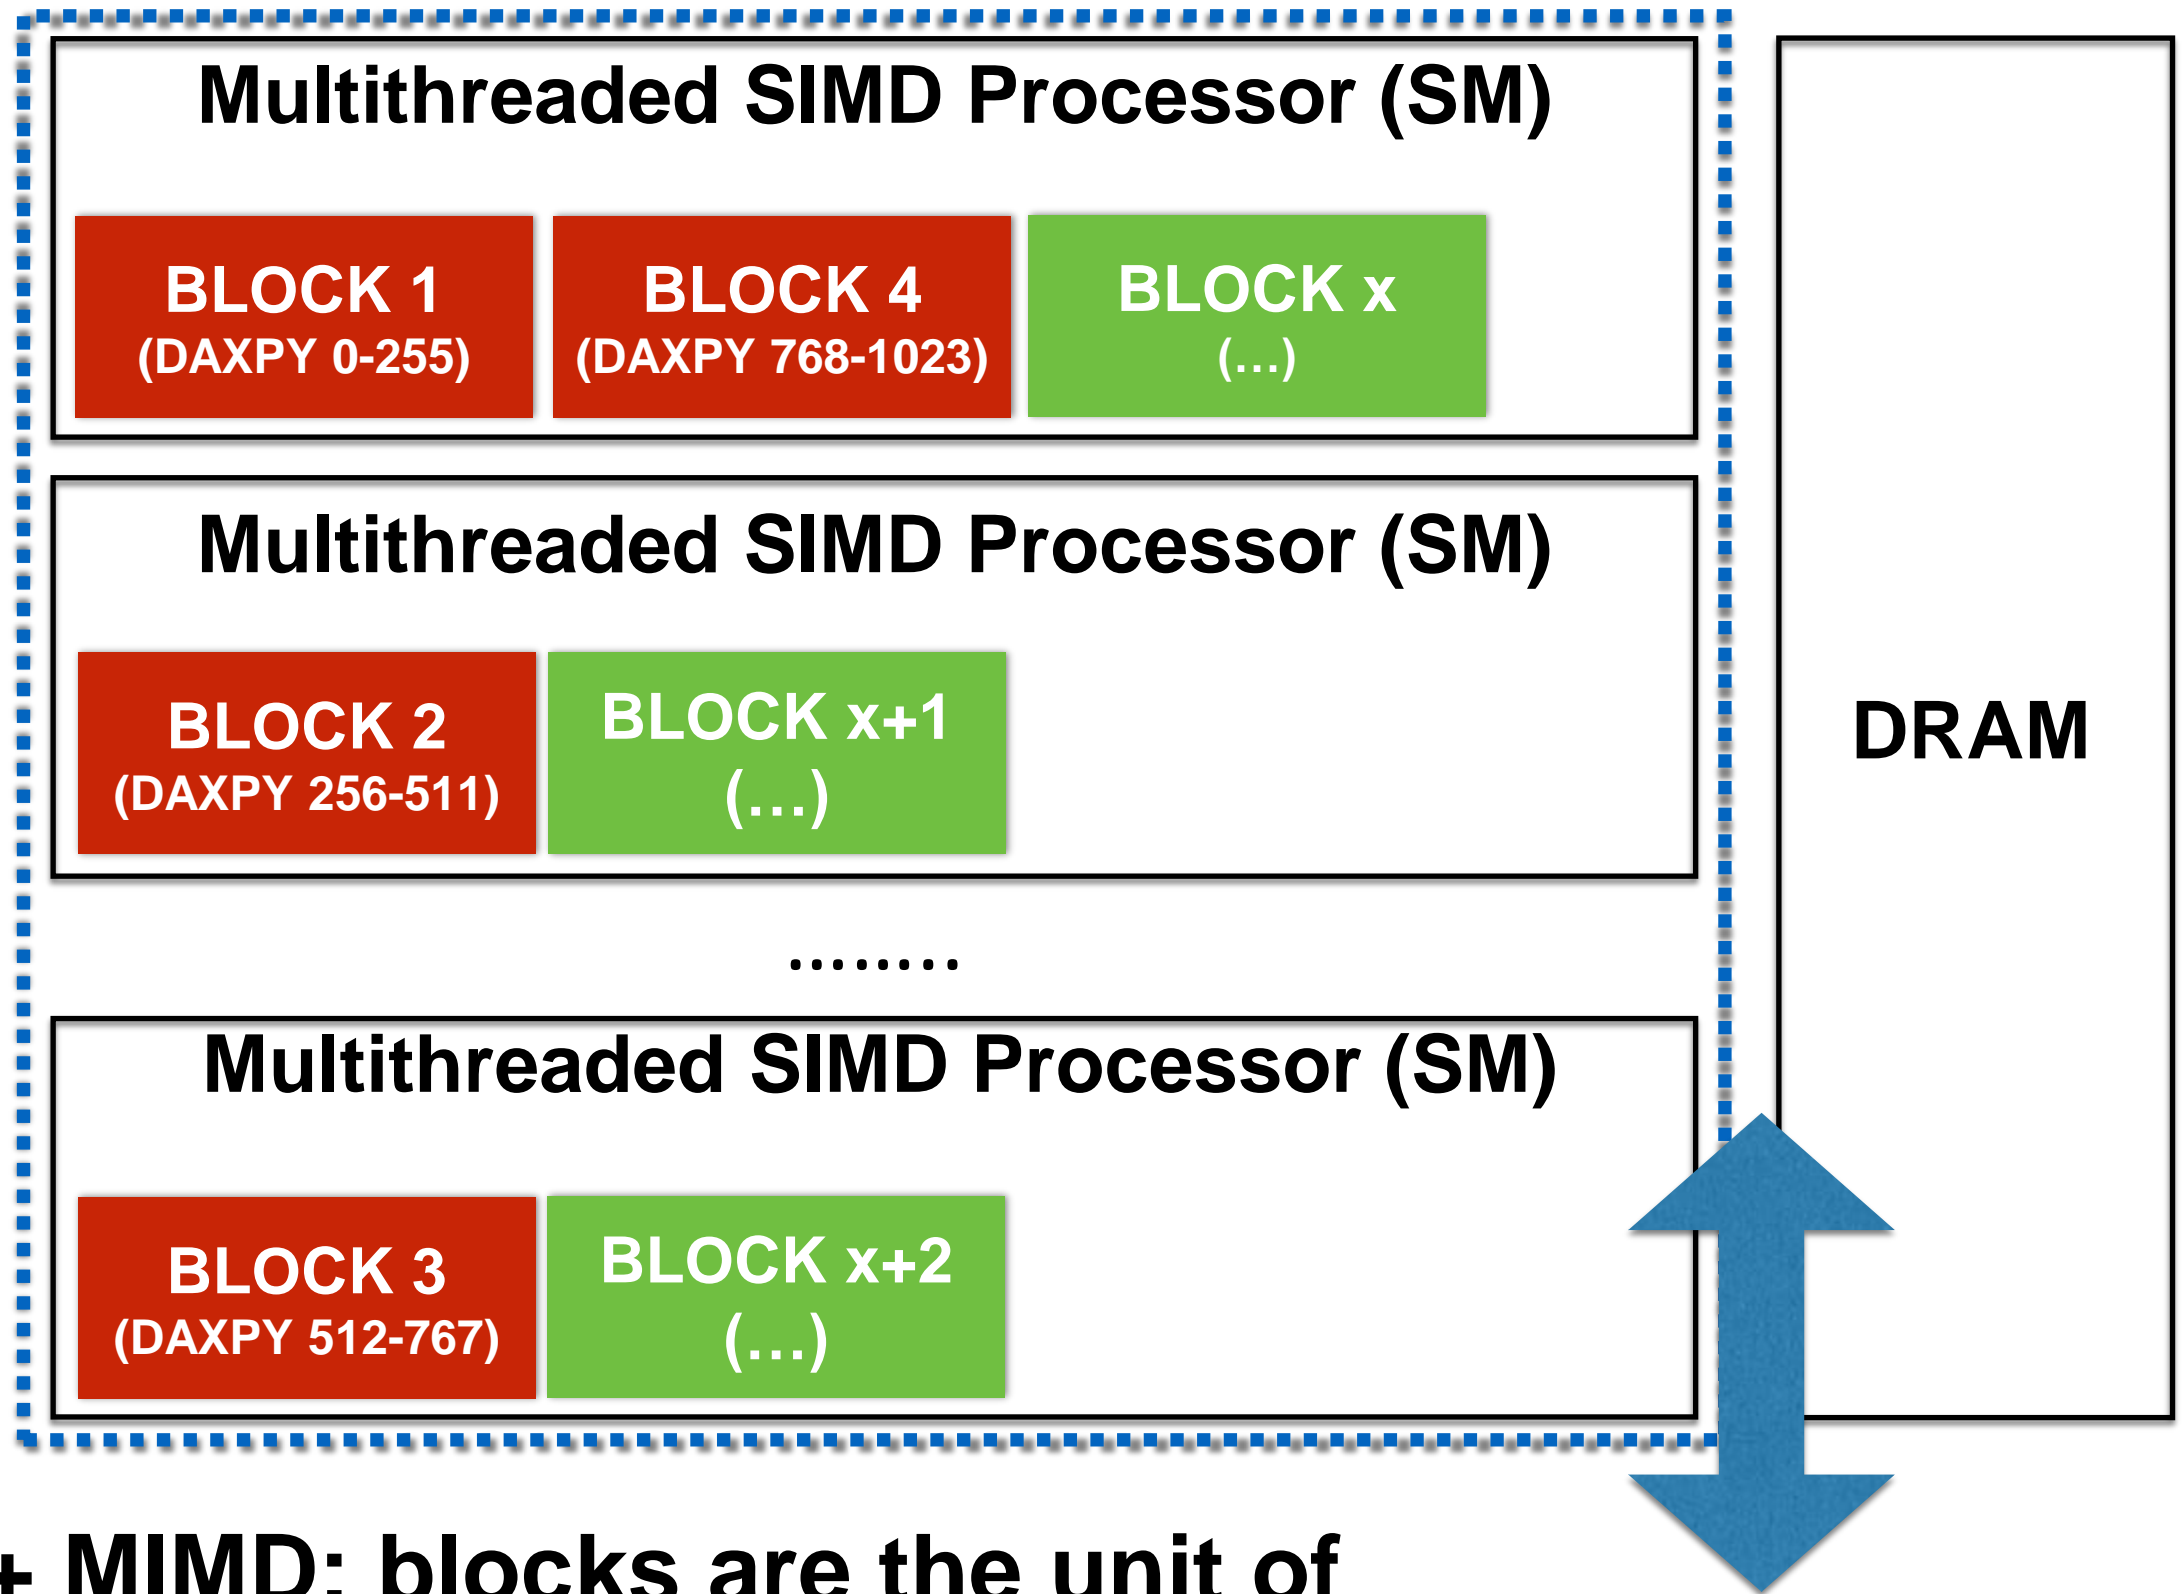 Multithreaded SIMD Processor (SM)
BLOCK 1
(DAXPY 0-255)
BLOCK 4
(DAXPY 768-1023)
BLOCK x
(…)
Multithreaded SIMD Processor (SM)
BLOCK 2
(DAXPY 256-511)
BLOCK x+1
(…)
DRAM
........
Multithreaded SIMD Processor (SM)
BLOCK 3
(DAXPY 512-767)
BLOCK x+2
(…)
+ MIMD: blocks are the unit of